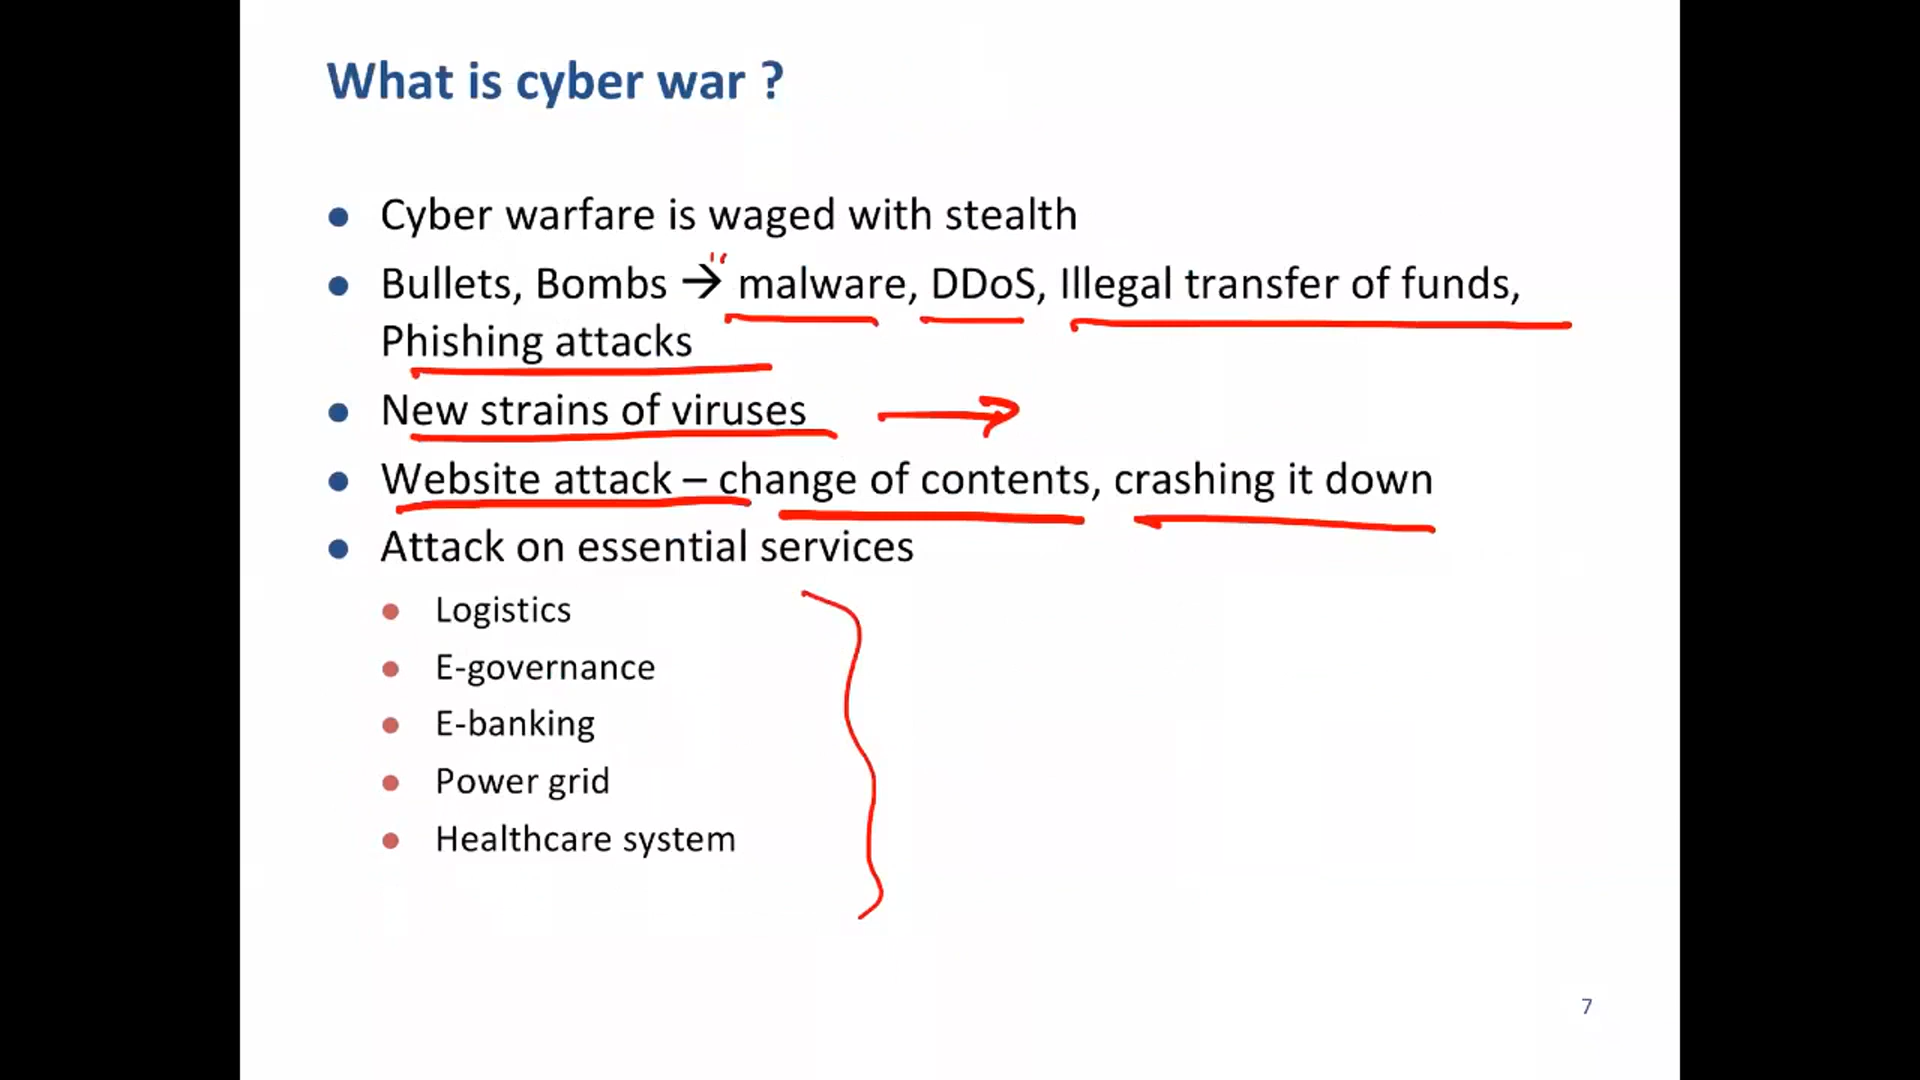 What is cyber war ?
● Cyber warfare is waged with stealth
● Bullets, Bombs → malware, DDoS, Illegal transfer of funds,
Phishing attacks
● New strains of viruses
● Website attack – change of contents, crashing it down
● Attack on essential services
● Logistics
● E-governance
● E-banking
● Power grid
● Healthcare system
7